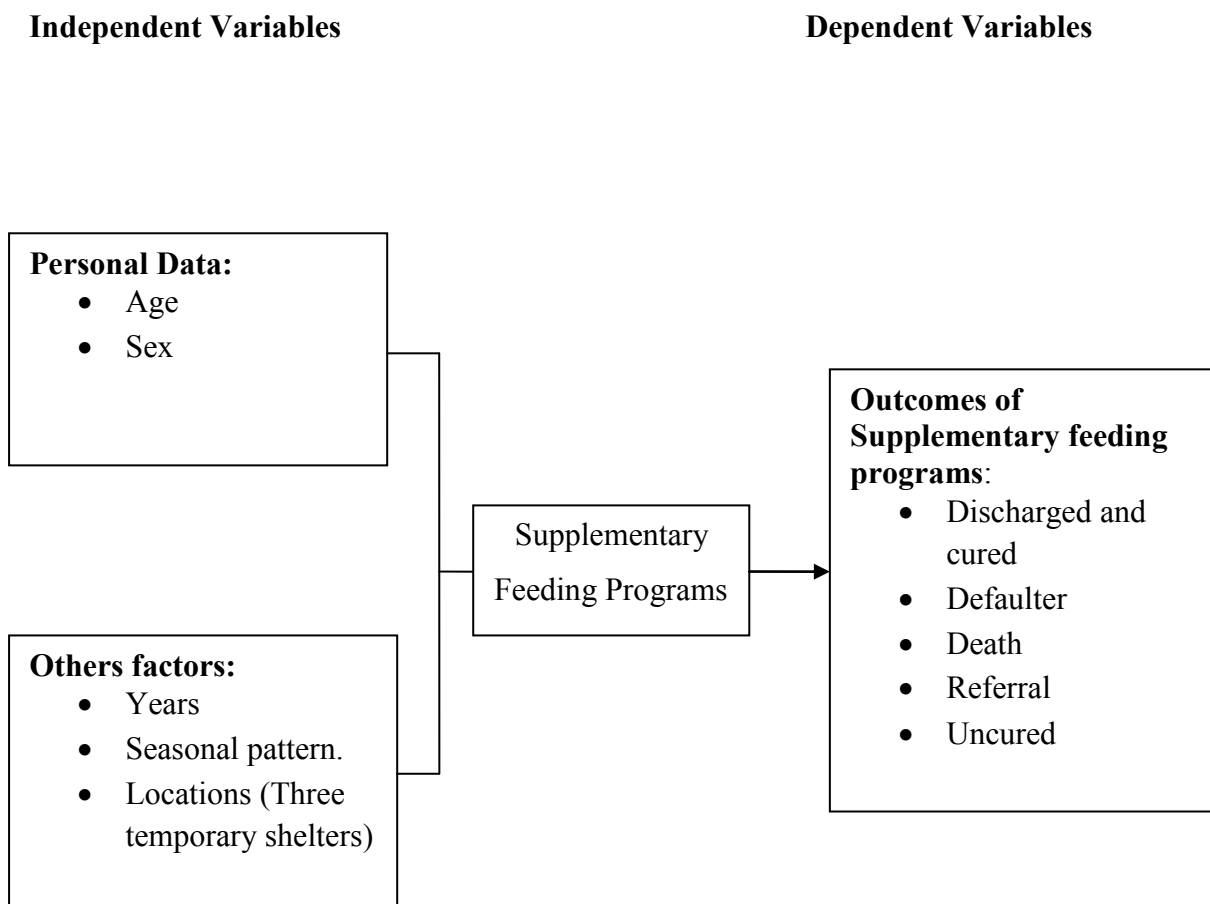 Independent Variables
Dependent Variables
Personal Data:
• Age
• Sex
Others factors:
• Years
• Seasonal pattern.
• Locations (Three
temporary shelters)
Supplementary
Feeding Programs
Outcomes of
Supplementary feeding
programs:
• Discharged and
cured
• Defaulter
• Death
• Referral
• Uncured